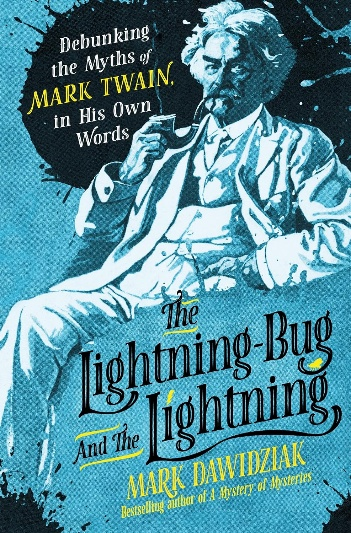 Debunking
the Myths of
MARK TWAIN,
in His Own
Words
The
Lightning-Bug
And The Lightning
MARK DAWIDZIAK
Bestselling author of A Mystery of Mysteries